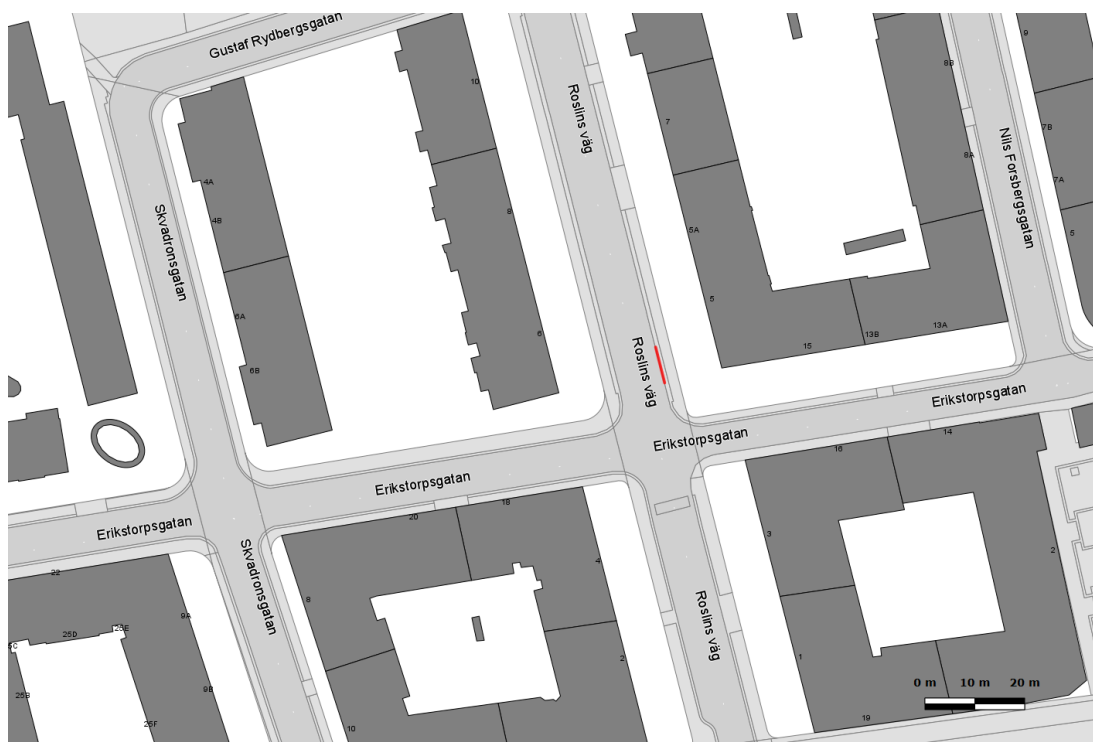 Gustaf Rydbergsgatan
10
9
8B
Roslins väg
7
7B
Nils Forsbergsgatan
8A
4A
7A
4B
8
5A
5
Skvadronsgatan
5
6A
6
13A
13B
15
Roslins väg
6B
Erikstorpsgatan
Erikstorpsgatan
14
16
Erikstorpsgatan
18
20
Erikstorpsgatan
3
2
4
22
Skvadronsgatan
8
Roslins väg
9A
25E
25D
5C
1
2
9B
25B
0 m 10 m 20 m
25F
10
19